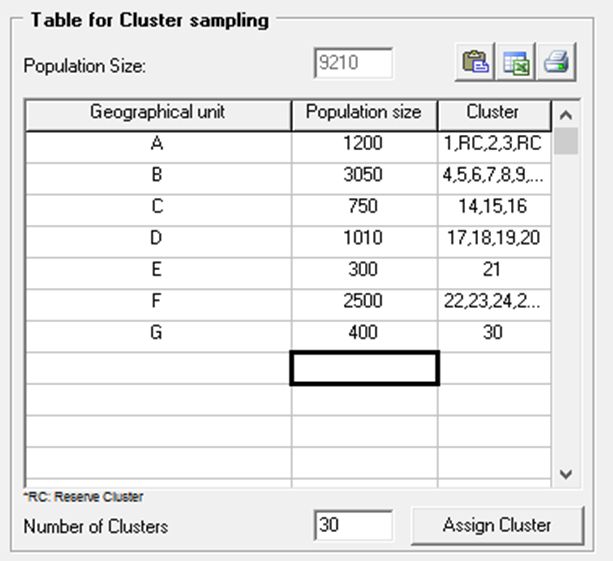 Table for Cluster sampling
Population Size: 9210
Geographical unit Population size Cluster
A 1200 1,RC,2,3,RC
B 3050 4,5,6,7,8,9,...
C 750 14,15,16
D 1010 17,18,19,20
E 300 21
F 2500 22,23,24,2...
G 400 30
*RC: Reserve Cluster
Number of Clusters 30 Assign Cluster